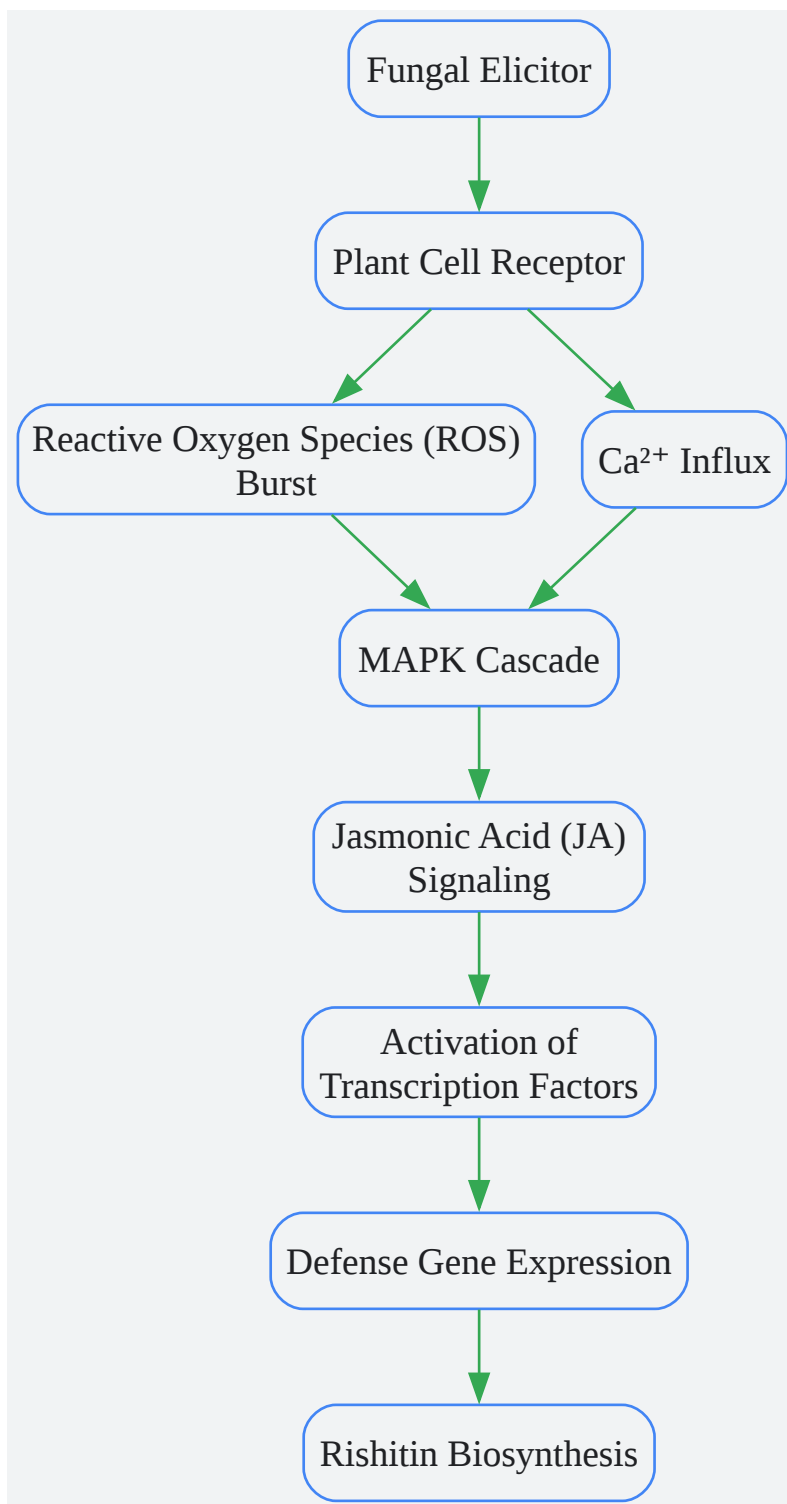 Fungal Elicitor
Plant Cell Receptor
Reactive Oxygen Species (ROS)
Burst
Ca²⁺ Influx
MAPK Cascade
Jasmonic Acid (JA)
Signaling
Activation of
Transcription Factors
Defense Gene Expression
Rishitin Biosynthesis